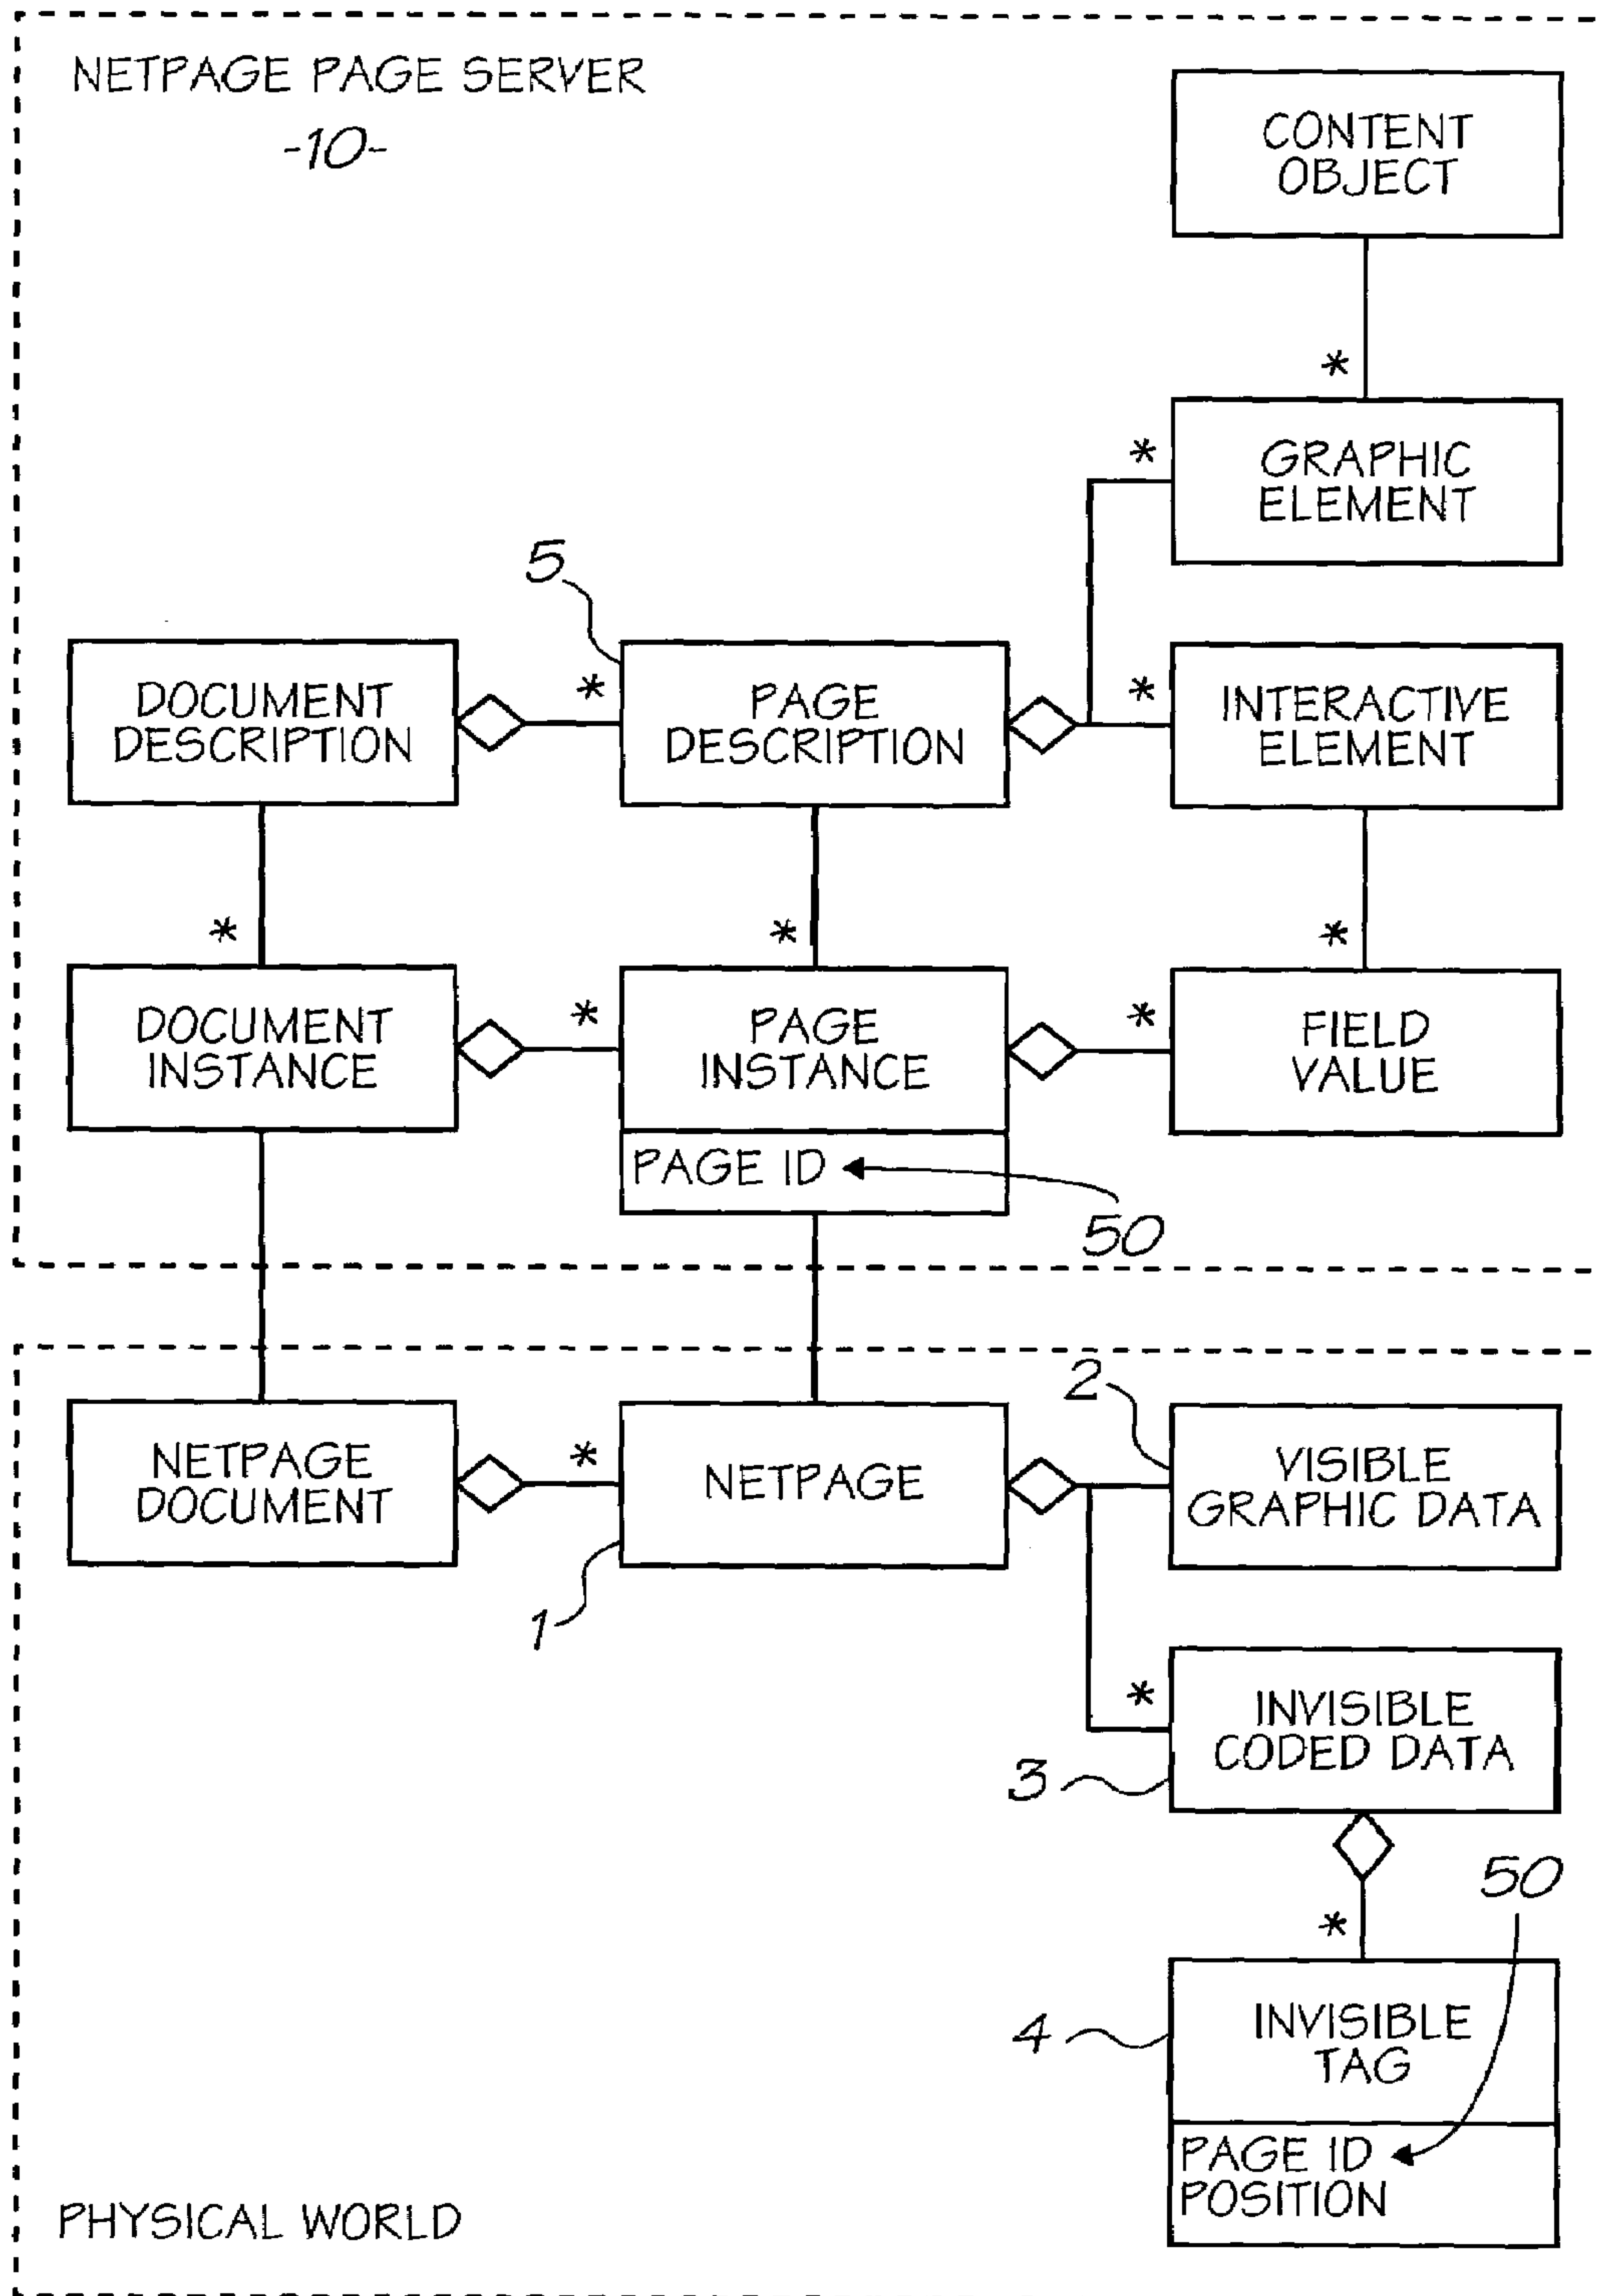 NETPAGE PAGE SERVER
-10-
CONTENT
OBJECT
*
*
GRAPHIC
ELEMENT
5
DOCUMENT
DESCRIPTION
*
PAGE
DESCRIPTION
*
INTERACTIVE
ELEMENT
*
*
*
DOCUMENT
INSTANCE
*
PAGE
INSTANCE
*
FIELD
VALUE
PAGE ID
50
2
NETPAGE
DOCUMENT
*
NETPAGE
VISIBLE
GRAPHIC DATA
1
*
INVISIBLE
CODED DATA
3
50
*
4
INVISIBLE
TAG
PAGE ID
POSITION
PHYSICAL WORLD